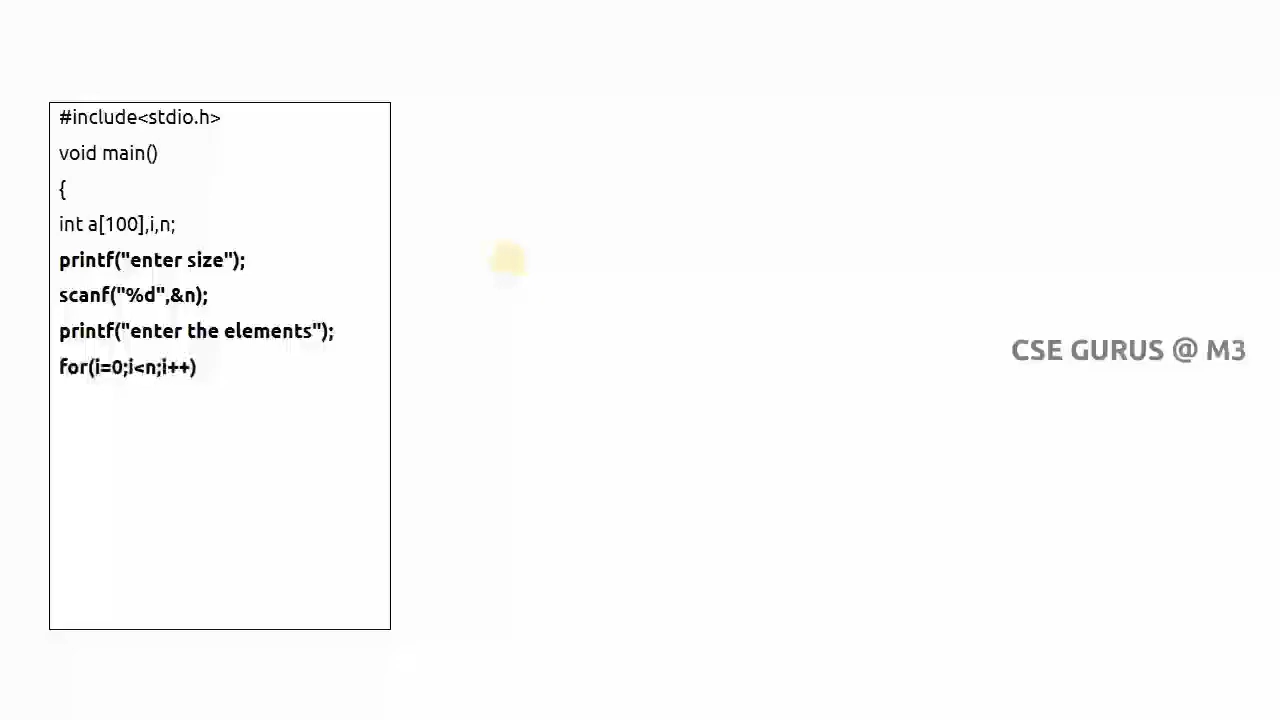 #include<stdio.h>
void main()
{
int a[100],i,n;
printf("enter size");
scanf("%d",&n);
printf("enter the elements");
for(i=0;i<n;i++)
CSE GURUS @ M3